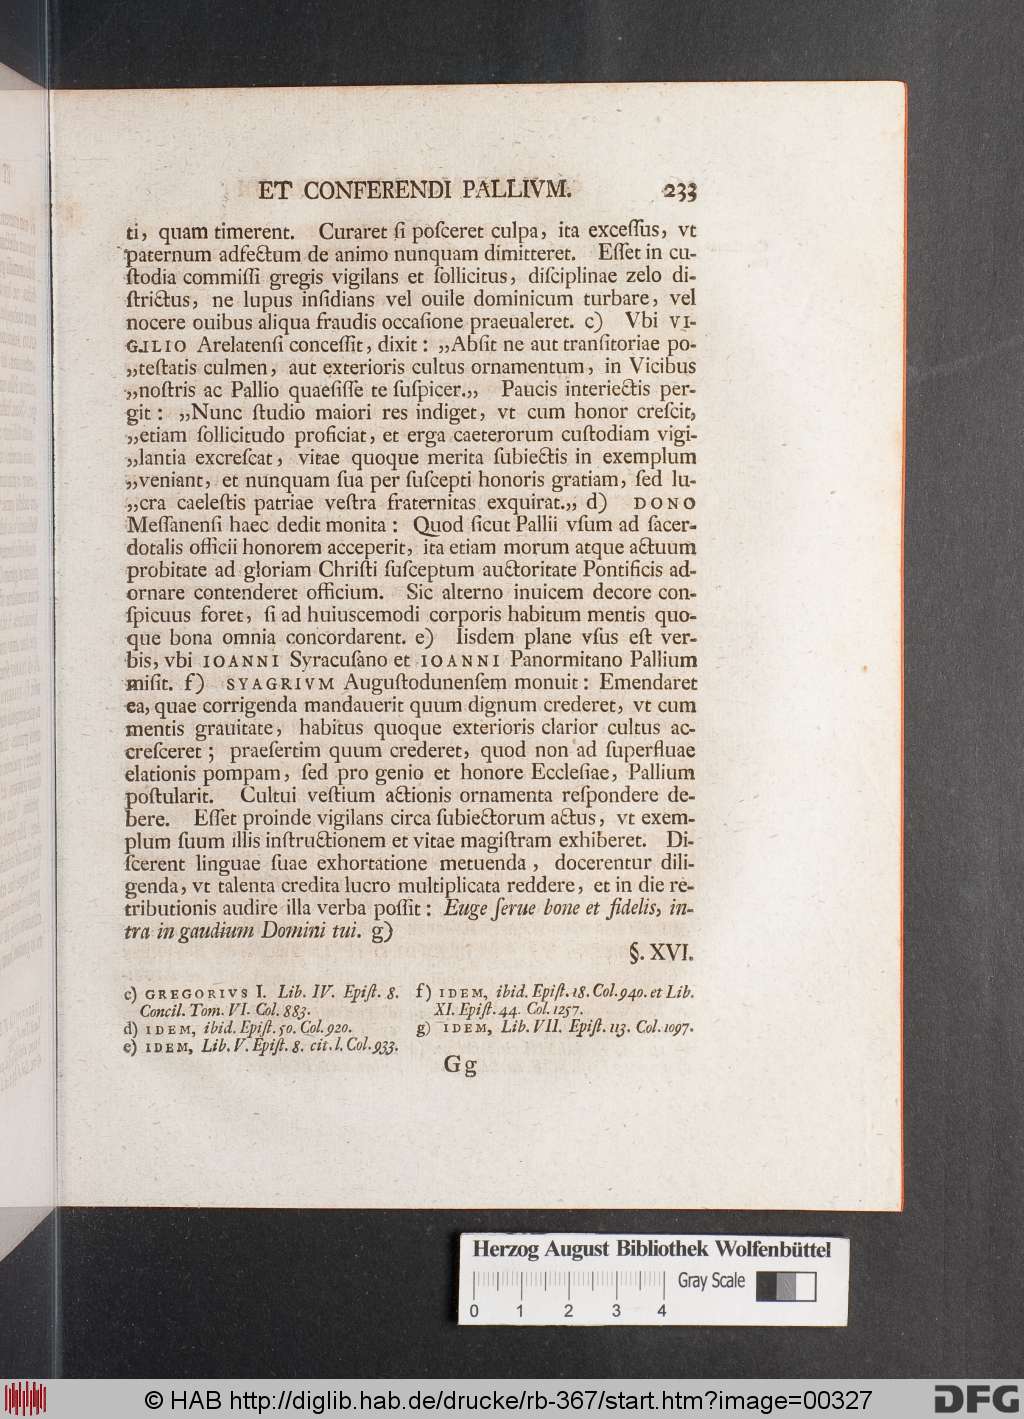 ET CONFERENDI PALLIVM. 233
ti, quam timerent. Curaret ſi poſceret culpa, ita exceſſus, vt
paternum adfectum de animo nunquam dimitteret. Eſſet in cu-
ſtodia commiſſi gregis vigilans et ſollicitus, diſciplinae zelo di-
ſtrictus, ne lupus inſidians vel ouile dominicum turbare, vel
nocere ouibus aliqua fraudis occaſione praeualeret. c) Vbi VI-
GILIO Arelatenſi conceſſit, dixit: „Abſit ne aut tranſitoriae po-
„teſtatis culmen, aut exterioris cultus ornamentum, in Vicibus
„noſtris ac Pallio quaeſiſſe te ſuſpicer.„ Paucis interiectis per-
git: „Nunc ſtudio maiori res indiget, vt cum honor creſcit,
„etiam ſollicitudo proficiat, et erga caeterorum cuſtodiam vigi-
„lantia excreſcat, vitae quoque merita ſubiectis in exemplum
„veniant, et nunquam ſua per ſuſcepti honoris gratiam, ſed lu-
„cra caeleſtis patriae veſtra fraternitas exquirat.„ d) DONO
Meſſanenſi haec dedit monita: Quod ſicut Pallii vſum ad ſacer-
dotalis officii honorem acceperit, ita etiam morum atque actuum
probitate ad gloriam Chriſti ſuſceptum auctoritate Pontificis ad-
ornare contenderet officium. Sic alterno inuicem decore con-
ſpicuus foret, ſi ad huiuscemodi corporis habitum mentis quo-
que bona omnia concordarent. e) Iisdem plane vſus eſt ver-
bis, vbi IOANNI Syracuſano et IOANNI Panormitano Pallium
miſit. f) SYAGRIVM Auguſtodunenſem monuit: Emendaret
ea, quae corrigenda mandauerit quum dignum crederet, vt cum
mentis grauitate, habitus quoque exterioris clarior cultus ac-
creſceret; praeſertim quum crederet, quod non ad ſuperfluae
elationis pompam, ſed pro genio et honore Eccleſiae, Pallium
poſtularit. Cultui veſtium actionis ornamenta reſpondere de-
bere. Eſſet proinde vigilans circa ſubiectorum actus, vt exem-
plum ſuum illis inſtructionem et vitae magiſtram exhiberet. Di-
ſcerent linguae ſuae exhortatione metuenda, docerentur dili-
genda, vt talenta credita lucro multiplicata reddere, et in die re-
tributionis audire illa verba poſſit: Euge ſerue bone et fidelis, in-
tra in gaudium Domini tui. g)
§. XVI.
c) GREGORIVS I. Lib. IV. Epiſt. 8.
Concil. Tom. VI. Col. 883.
d) IDEM, ibid. Epiſt. 50. Col. 920.
e) IDEM, Lib. V. Epiſt. 8. cit. l. Col. 933.
f) IDEM, ibid. Epiſt. 18. Col. 940. et Lib.
XI. Epiſt. 44. Col. 1257.
g) IDEM, Lib. VII. Epiſt. 113. Col. 1097.
Gg
Herzog August Bibliothek Wolfenbüttel
Gray Scale
0 1 2 3 4
© HAB http://diglib.hab.de/drucke/rb-367/start.htm?image=00327
DFG